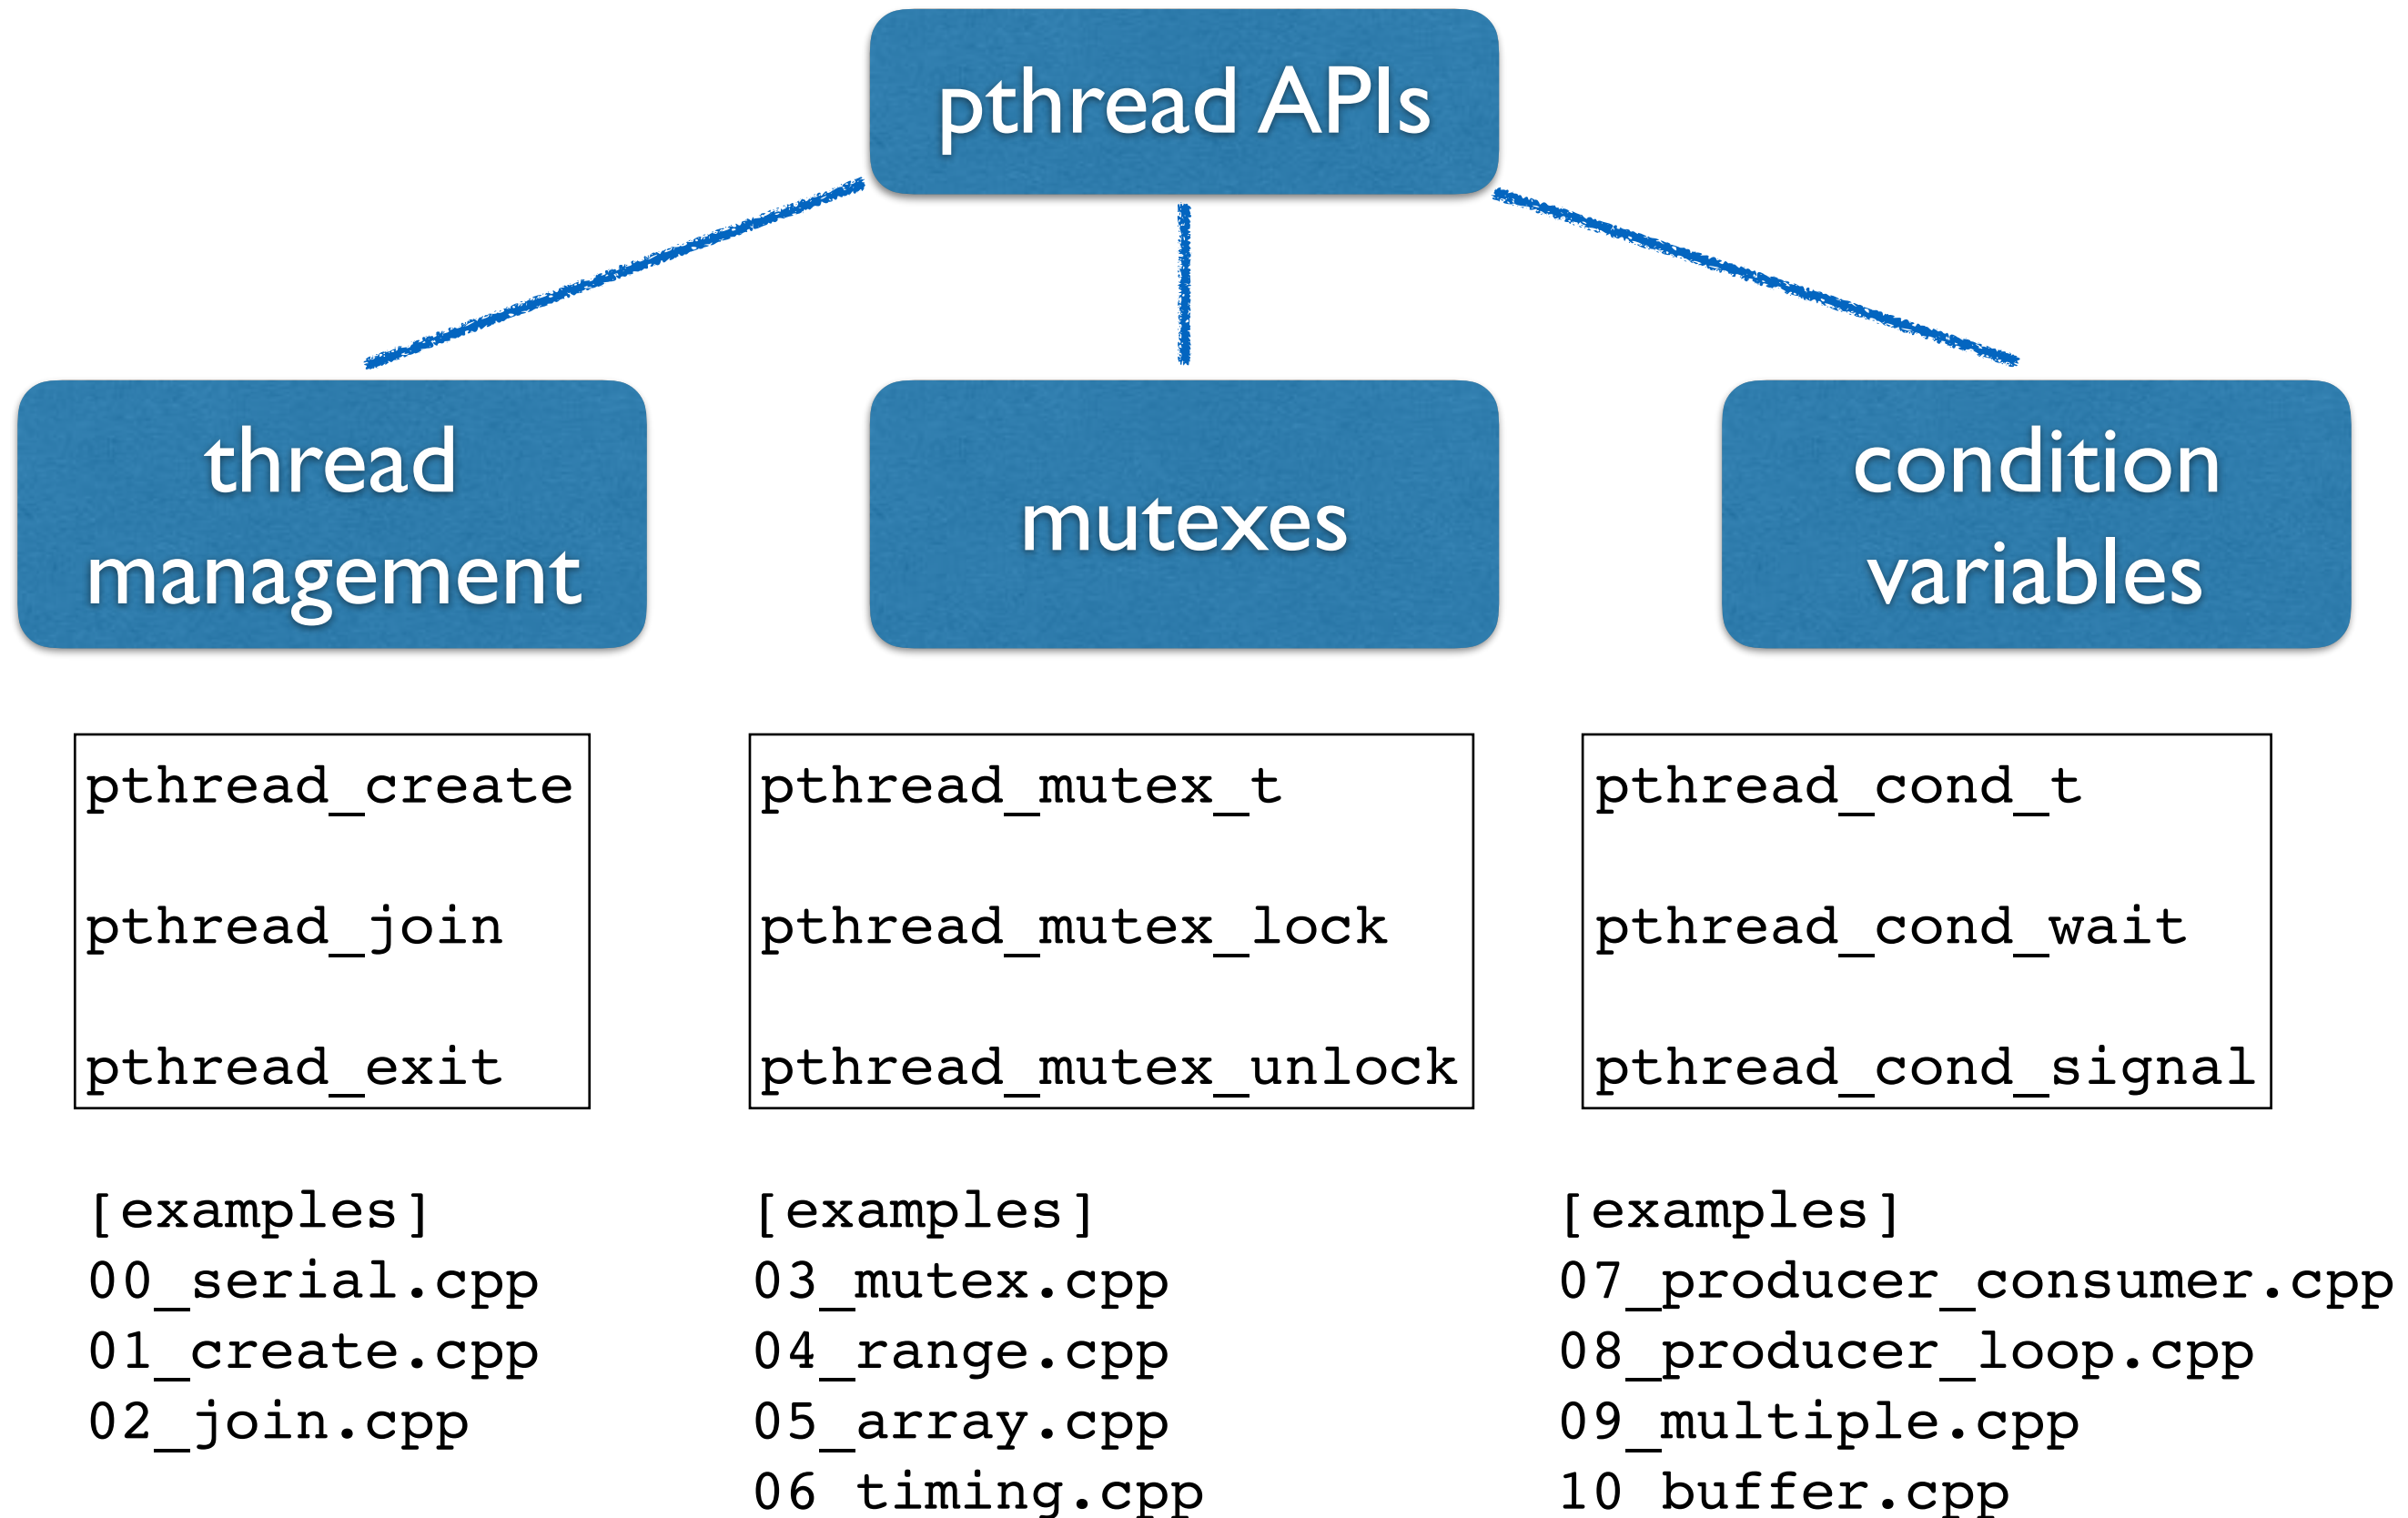 pthread APIs
thread
management
mutexes
condition
variables
pthread_create
pthread_join
pthread_exit
pthread_mutex_t
pthread_mutex_lock
pthread_mutex_unlock
pthread_cond_t
pthread_cond_wait
pthread_cond_signal
[examples]
00_serial.cpp
01_create.cpp
02_join.cpp
[examples]
03_mutex.cpp
04_range.cpp
05_array.cpp
06_timing.cpp
[examples]
07_producer_consumer.cpp
08_producer_loop.cpp
09_multiple.cpp
10_buffer.cpp